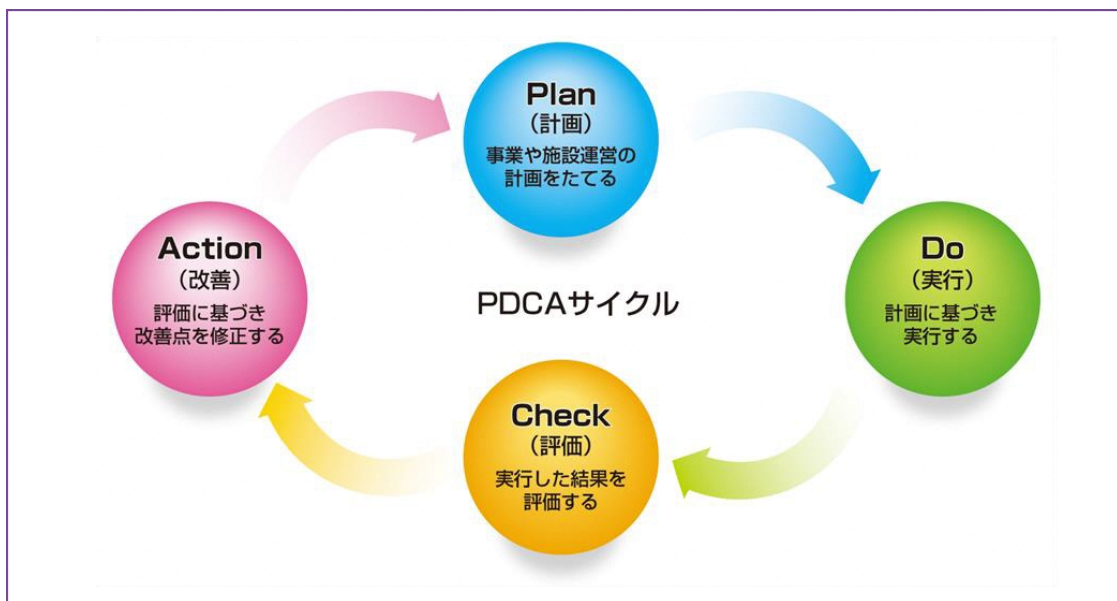 Plan
（計画）
事業や施設運営の
計画をたてる
Do
（実行）
計画に基づき
実行する
Check
（評価）
実行した結果を
評価する
Action
（改善）
評価に基づき
改善点を修正する
PDCAサイクル